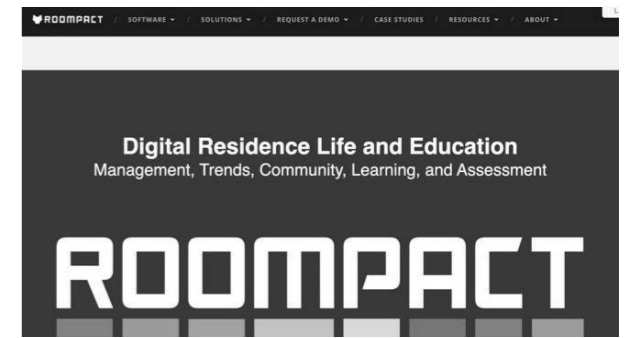 ROOMPACT / SOFTWARE / SOLUTIONS / REQUEST A DEMO / CASE STUDIES / RESOURCES / ABOUT
Digital Residence Life and Education
Management, Trends, Community, Learning, and Assessment
ROOMPACT